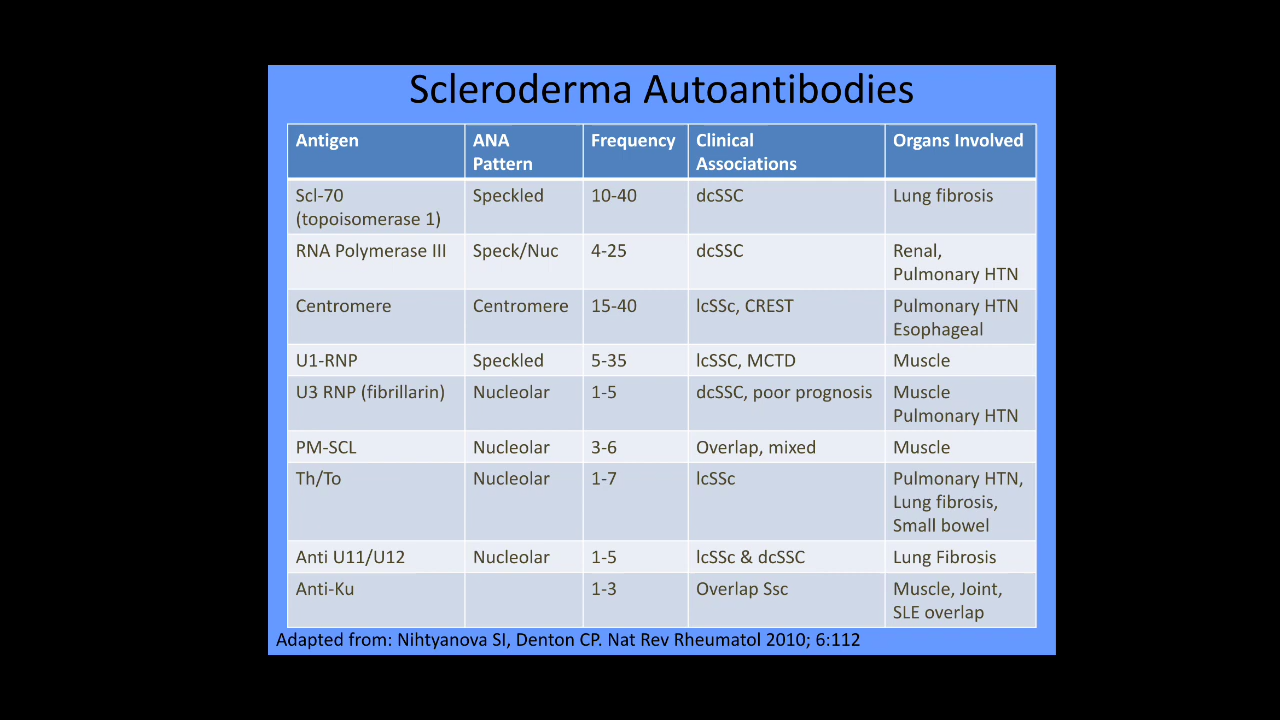 Scleroderma Autoantibodies
Antigen ANA Pattern Frequency Clinical Associations Organs Involved
Scl-70 (topoisomerase 1) Speckled 10-40 dcSSC Lung fibrosis
RNA Polymerase III Speck/Nuc 4-25 dcSSC Renal, Pulmonary HTN
Centromere Centromere 15-40 lcSSc, CREST Pulmonary HTN Esophageal
U1-RNP Speckled 5-35 lcSSC, MCTD Muscle
U3 RNP (fibrillarin) Nucleolar 1-5 dcSSC, poor prognosis Muscle Pulmonary HTN
PM-SCL Nucleolar 3-6 Overlap, mixed Muscle
Th/To Nucleolar 1-7 lcSSc Pulmonary HTN, Lung fibrosis, Small bowel
Anti U11/U12 Nucleolar 1-5 lcSSc & dcSSC Lung Fibrosis
Anti-Ku 1-3 Overlap Ssc Muscle, Joint, SLE overlap
Adapted from: Nihtyanova SI, Denton CP. Nat Rev Rheumatol 2010; 6:112